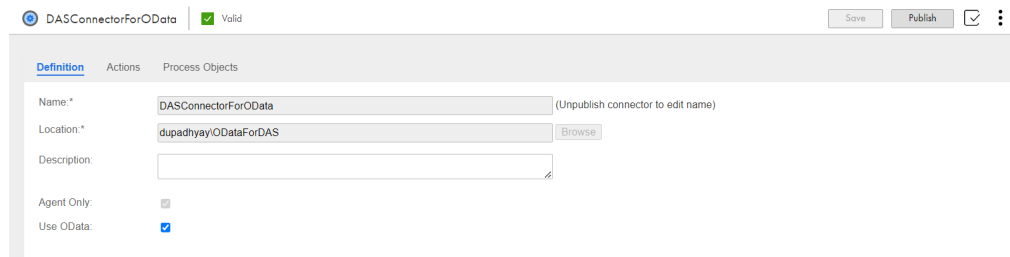 DASConnectorForOData Valid Save Publish
Definition Actions Process Objects
Name:* DASConnectorForOData (Unpublish connector to edit name)
Location:* dupadhyay\ODataForDAS Browse
Description:
Agent Only:
Use OData: